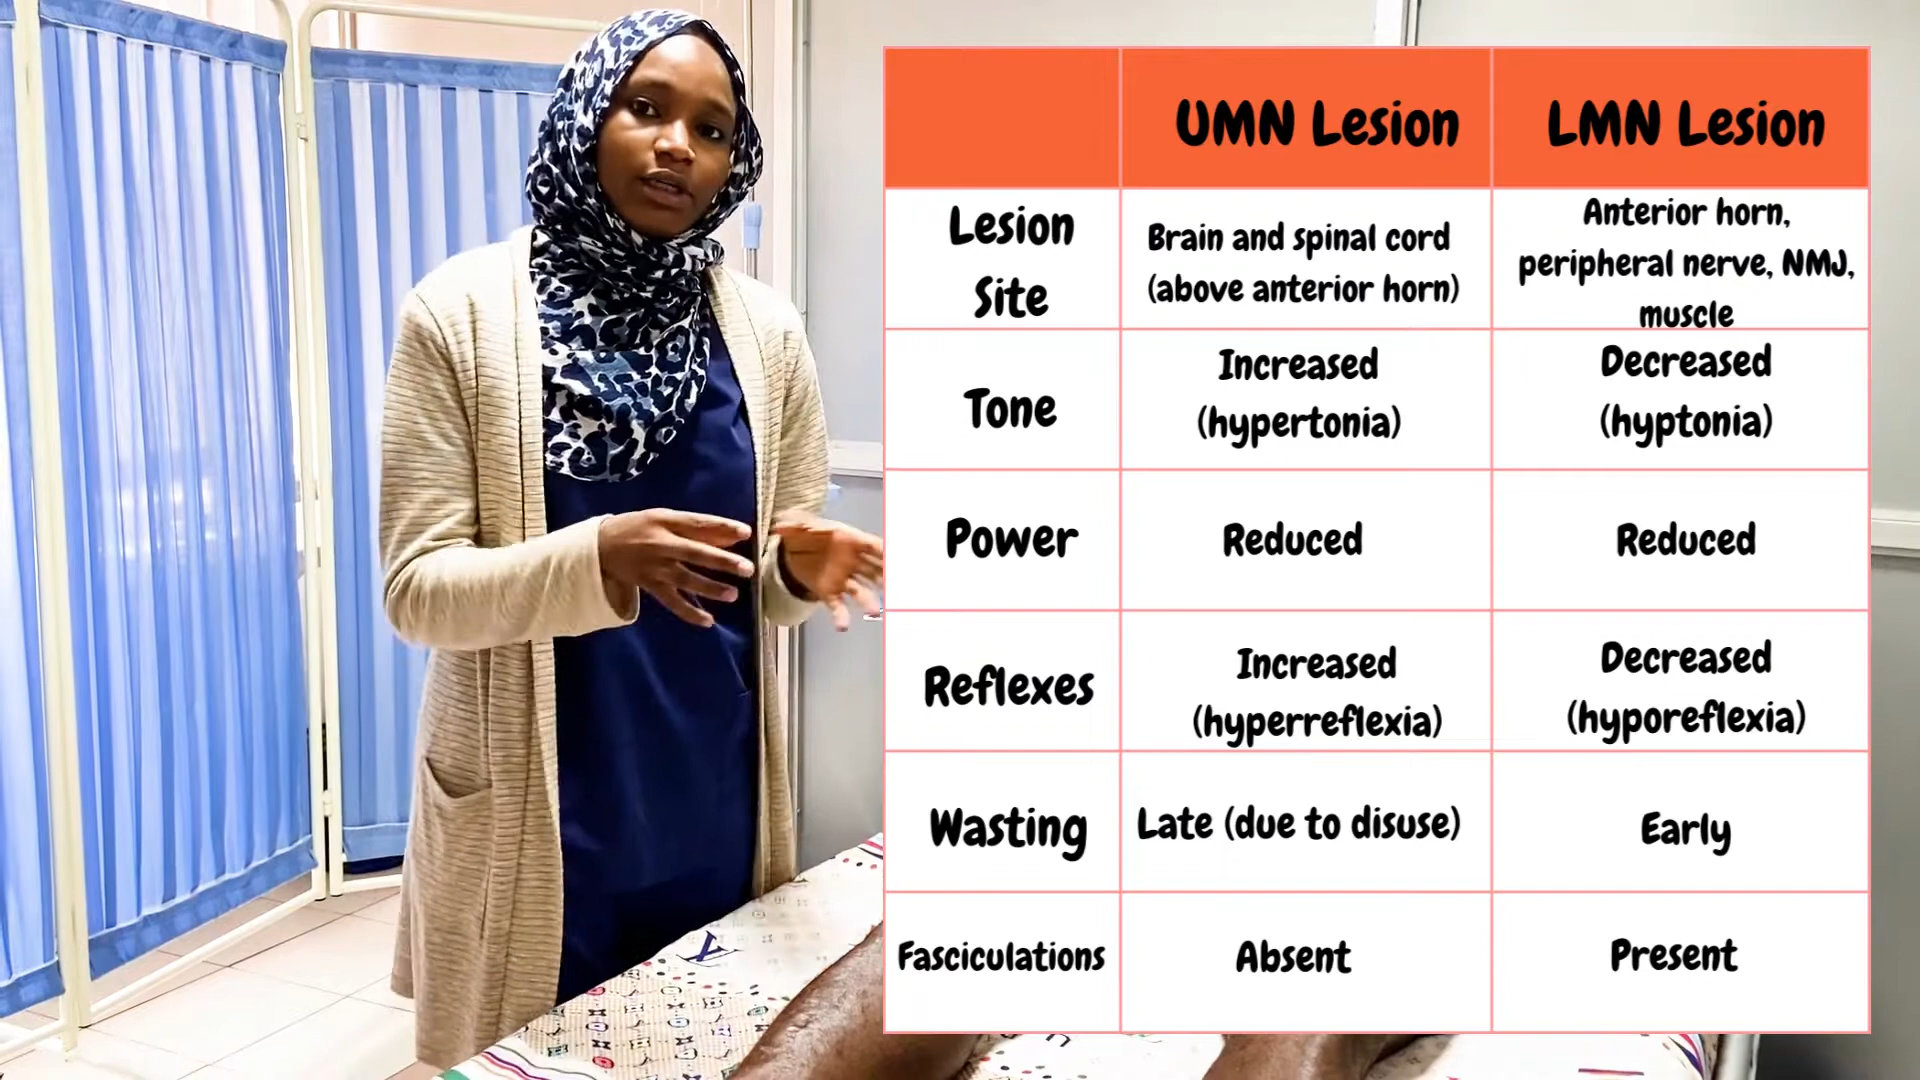 UMN Lesion
LMN Lesion
Lesion
Site
Brain and spinal cord
(above anterior horn)
Anterior horn,
peripheral nerve, NMJ,
muscle
Tone
Increased
(hypertonia)
Decreased
(hyptonia)
Power
Reduced
Reduced
Reflexes
Increased
(hyperreflexia)
Decreased
(hyporeflexia)
Wasting
Late (due to disuse)
Early
Fasciculations
Absent
Present